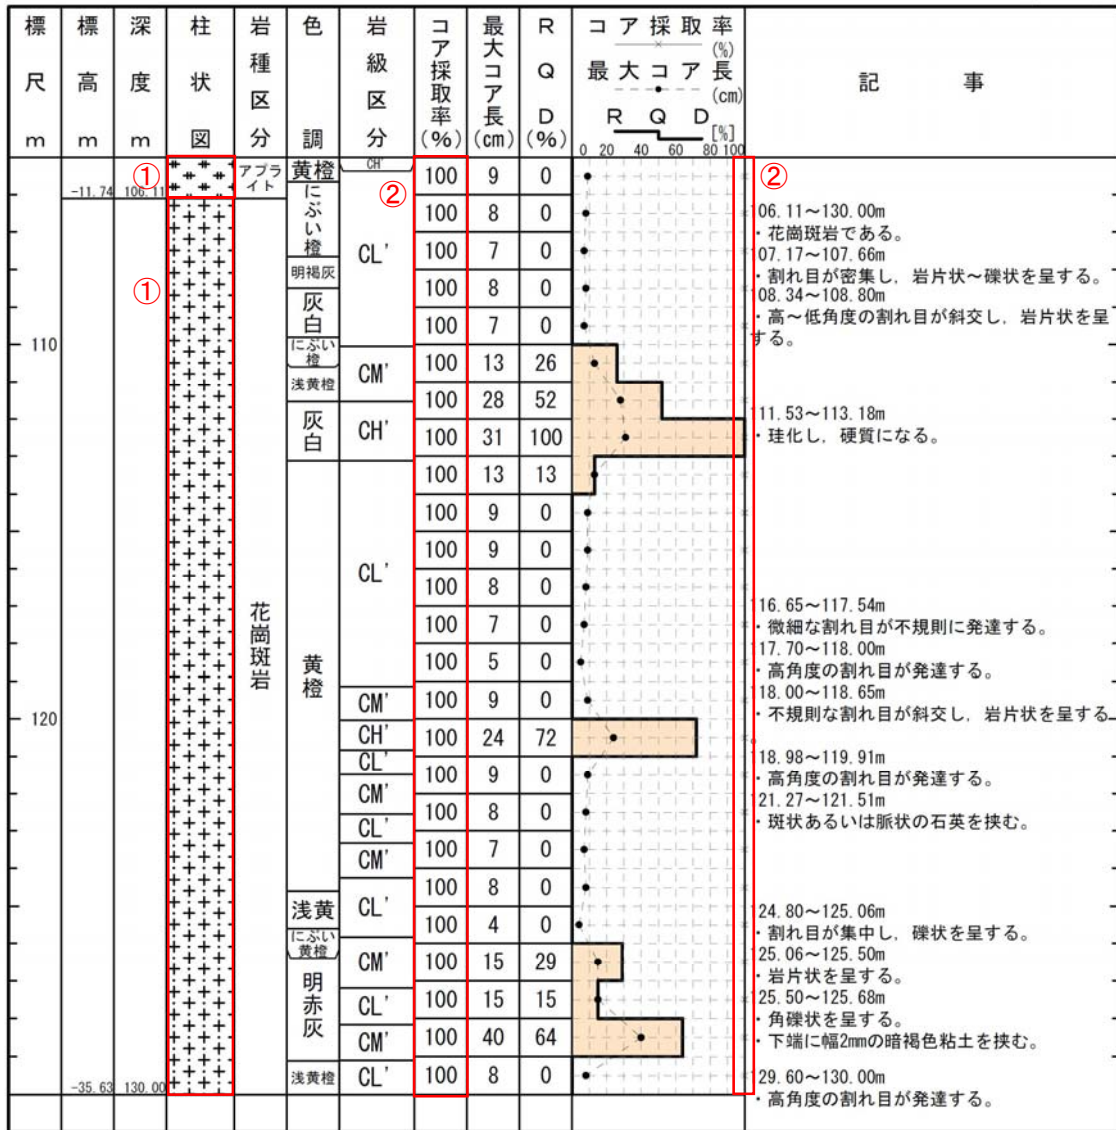 標尺m
標高m
深度m
柱状図
岩種区分
色調
岩級区分
コア採取率(%)
最大コア長(cm)
RQD(%)
コア採取率
(%)
最大コア長
(cm)
RQD
[%]
0 20 40 60 80 100
記事
①
アプライト
黄橙
CH'
②
100 9 0
②
-11.74 106.11
にぶい橙
CL'
100 8 0
06.11～130.00m
・花崗斑岩である。
100 7 0
07.17～107.66m
・割れ目が密集し，岩片状～礫状を呈する。
①
明褐灰
100 8 0
08.34～108.80m
・高～低角度の割れ目が斜交し，岩片状を呈
する。
灰白
100 7 0
110
にぶい橙
CM'
100 13 26
浅黄橙
100 28 52
11.53～113.18m
・珪化し，硬質になる。
灰白
CH'
100 31 100
100 13 13
100 9 0
100 9 0
CL'
100 8 0
花崗斑岩
黄橙
100 7 0
16.65～117.54m
・微細な割れ目が不規則に発達する。
100 5 0
17.70～118.00m
・高角度の割れ目が発達する。
CM'
100 9 0
18.00～118.65m
・不規則な割れ目が斜交し，岩片状を呈する
120
CH'
100 24 72
CL'
18.98～119.91m
・高角度の割れ目が発達する。
100 9 0
CM'
100 8 0
21.27～121.51m
・斑状あるいは脈状の石英を挟む。
CL'
100 7 0
CM'
100 8 0
浅黄
CL'
100 4 0
24.80～125.06m
・割れ目が集中し，礫状を呈する。
にぶい黄橙
CM'
100 15 29
25.06～125.50m
・岩片状を呈する。
明赤灰
CL'
100 15 15
25.50～125.68m
・角礫状を呈する。
CM'
100 40 64
・下端に幅2mmの暗褐色粘土を挟む。
浅黄橙
CL'
100 8 0
29.60～130.00m
・高角度の割れ目が発達する。
-35.63 130.00